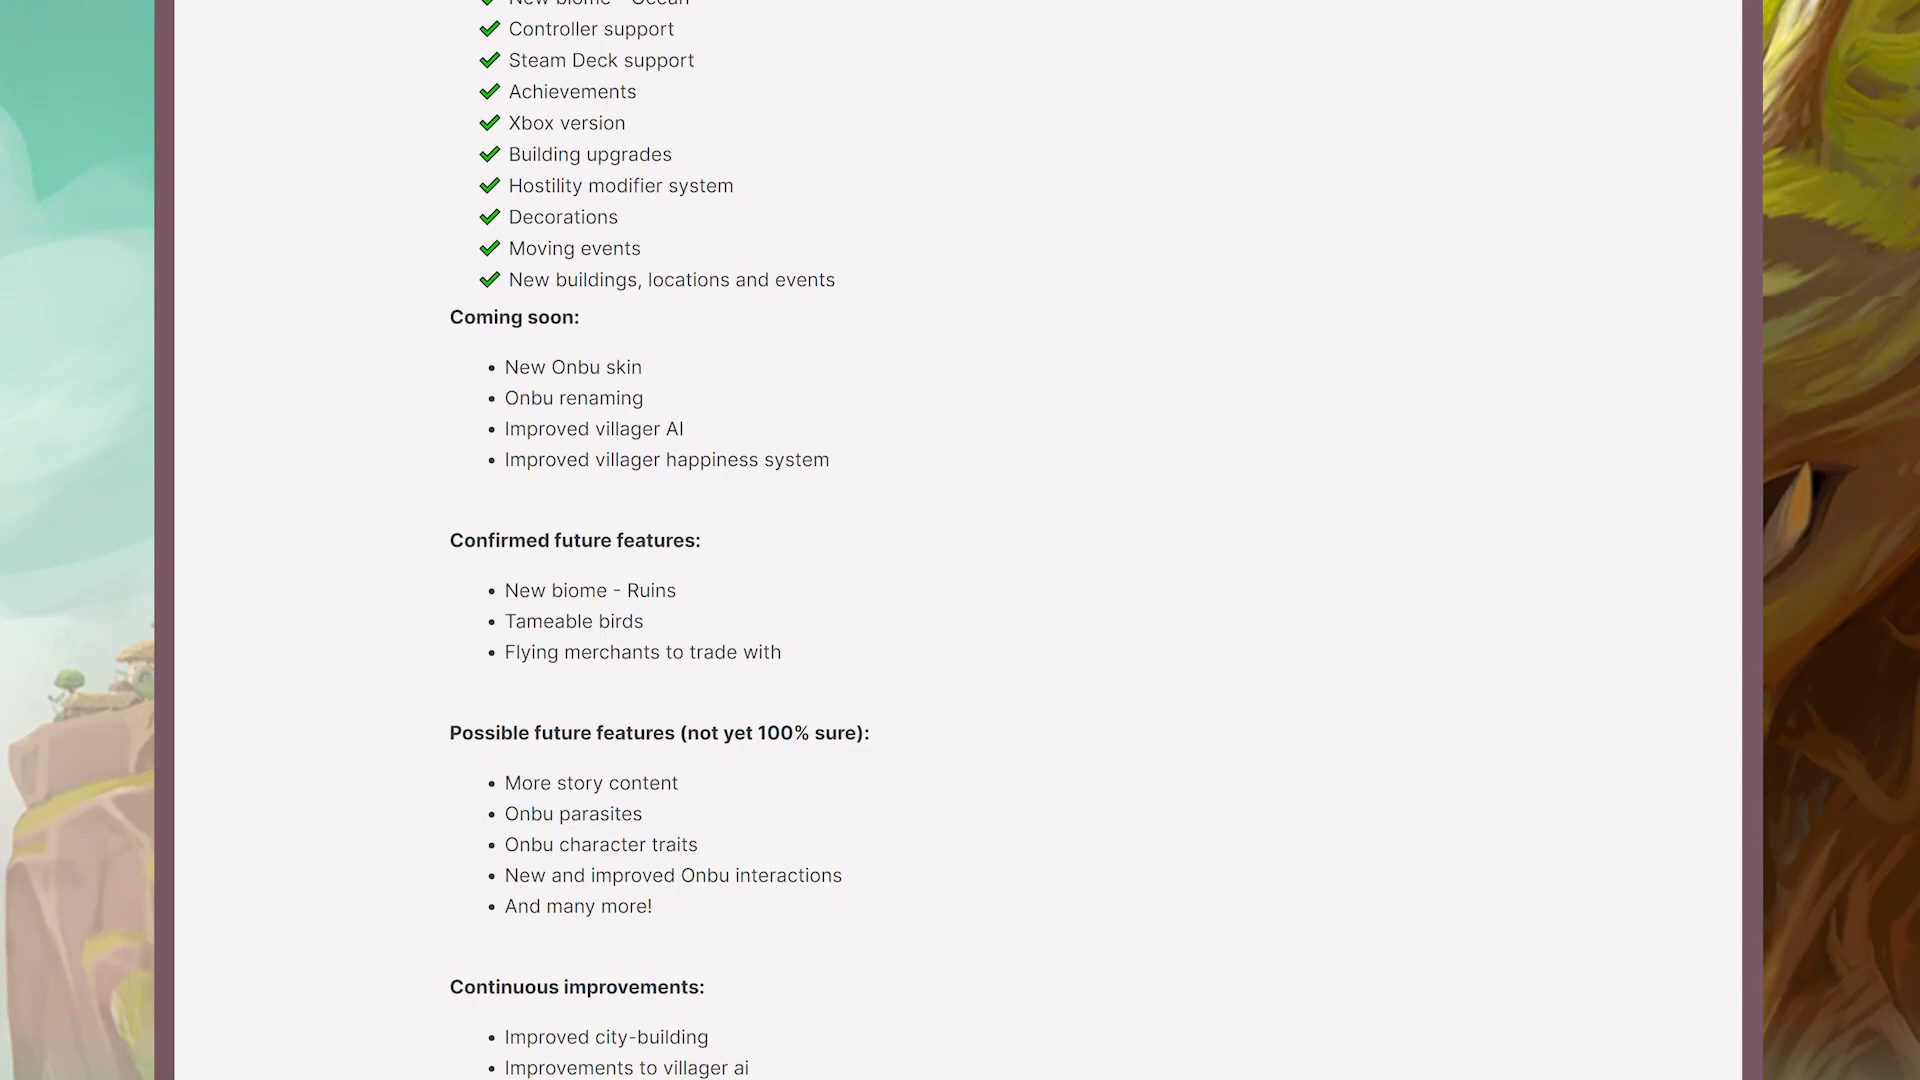 New biome - Ocean
Controller support
Steam Deck support
Achievements
Xbox version
Building upgrades
Hostility modifier system
Decorations
Moving events
New buildings, locations and events
Coming soon:
New Onbu skin
Onbu renaming
Improved villager AI
Improved villager happiness system
Confirmed future features:
New biome - Ruins
Tameable birds
Flying merchants to trade with
Possible future features (not yet 100% sure):
More story content
Onbu parasites
Onbu character traits
New and improved Onbu interactions
And many more!
Continuous improvements:
Improved city-building
Improvements to villager ai